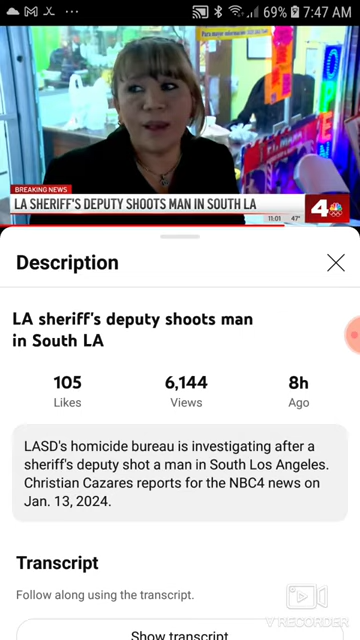 69% 7:47 AM
BREAKING NEWS
LA SHERIFF'S DEPUTY SHOOTS MAN IN SOUTH LA
4
11:01 47°
Description
LA sheriff's deputy shoots man
in South LA
105 6,144 8h
Likes Views Ago
LASD's homicide bureau is investigating after a
sheriff's deputy shot a man in South Los Angeles.
Christian Cazares reports for the NBC4 news on
Jan. 13, 2024.
Transcript
Follow along using the transcript.
Show transcript
V RECORDER